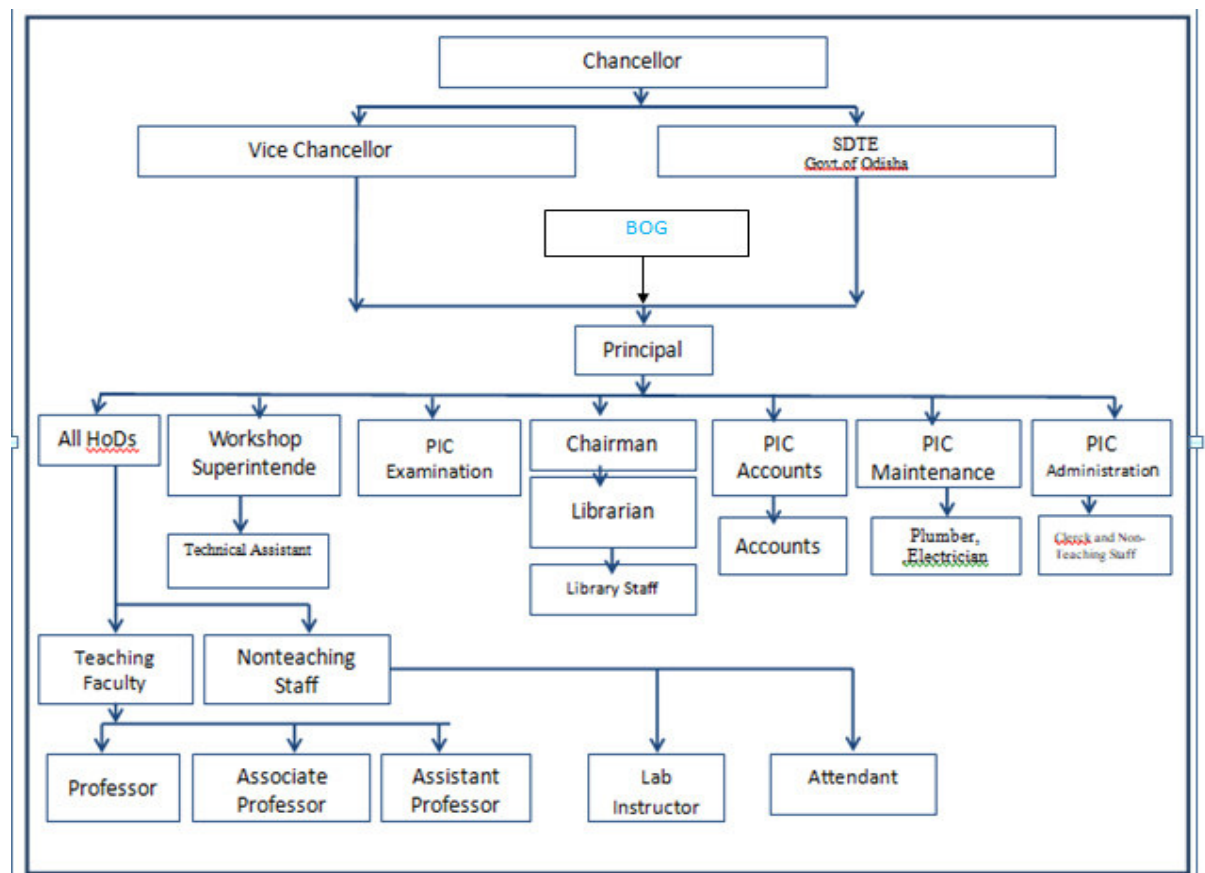 Chancellor
Vice Chancellor
SDTE
Govt.of Odisha
BOG
Principal
All HoDs
Workshop
Superintende
PIC
Examination
Chairman
PIC
Accounts
PIC
Maintenance
PIC
Administration
Librarian
Technical Assistant
Accounts
Plumber,
Electrician
Clerck and Non-
Teaching Staff
Library Staff
Teaching
Faculty
Nonteaching
Staff
Professor
Associate
Professor
Assistant
Professor
Lab
Instructor
Attendant